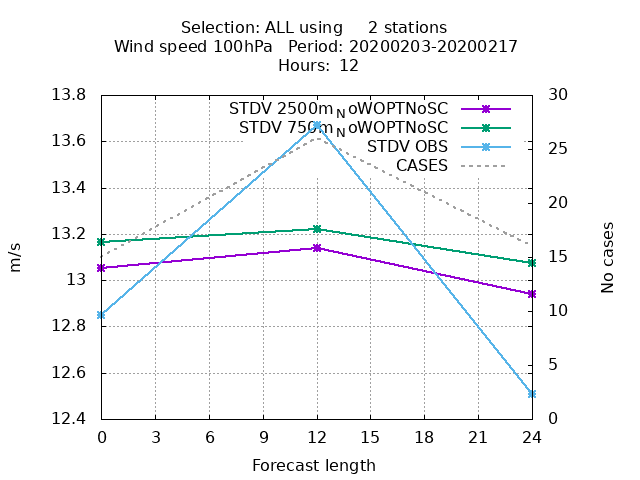 Selection: ALL using     2 stations
Wind speed 100hPa   Period: 20200203-20200217
Hours:  12
STDV 2500m_NoWOPTNoSC
STDV 750m_NoWOPTNoSC
STDV OBS
CASES
13.8
13.6
13.4
13.2
13
12.8
12.6
12.4
m/s
30
25
20
15
10
5
0
No cases
0 3 6 9 12 15 18 21 24
Forecast length